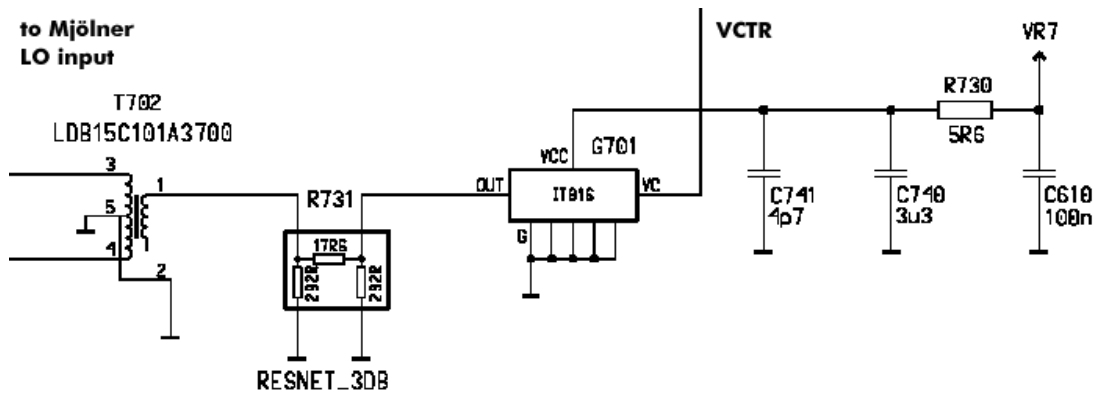 to Mjölner
LO input
VCTR
VR7
T702
LDB15C101A3700
R730
5R6
G701
VCC
OUT
VC
IT816
G
3
1
5
4
2
R731
17R6
292R
292R
RESNET_3DB
C741
4p7
C740
3u3
C610
100n